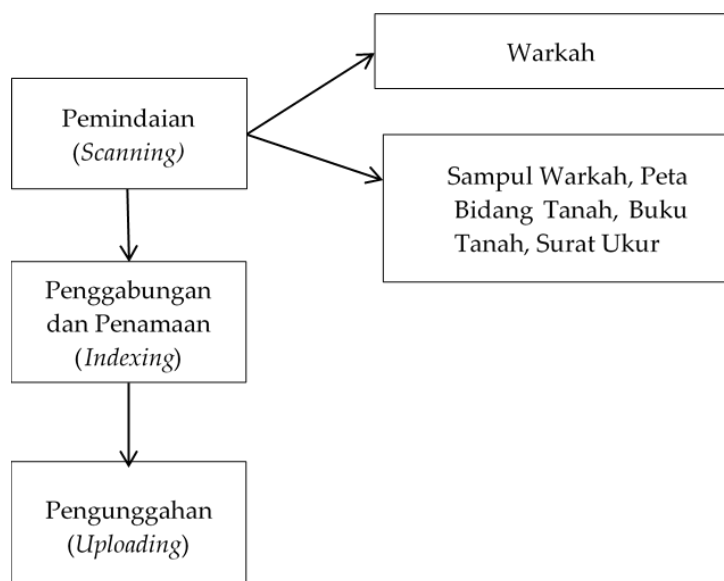 Warkah
Pemindaian
(Scanning)
Sampul Warkah, Peta
Bidang Tanah, Buku
Tanah, Surat Ukur
Penggabungan
dan Penamaan
(Indexing)
Pengunggahan
(Uploading)